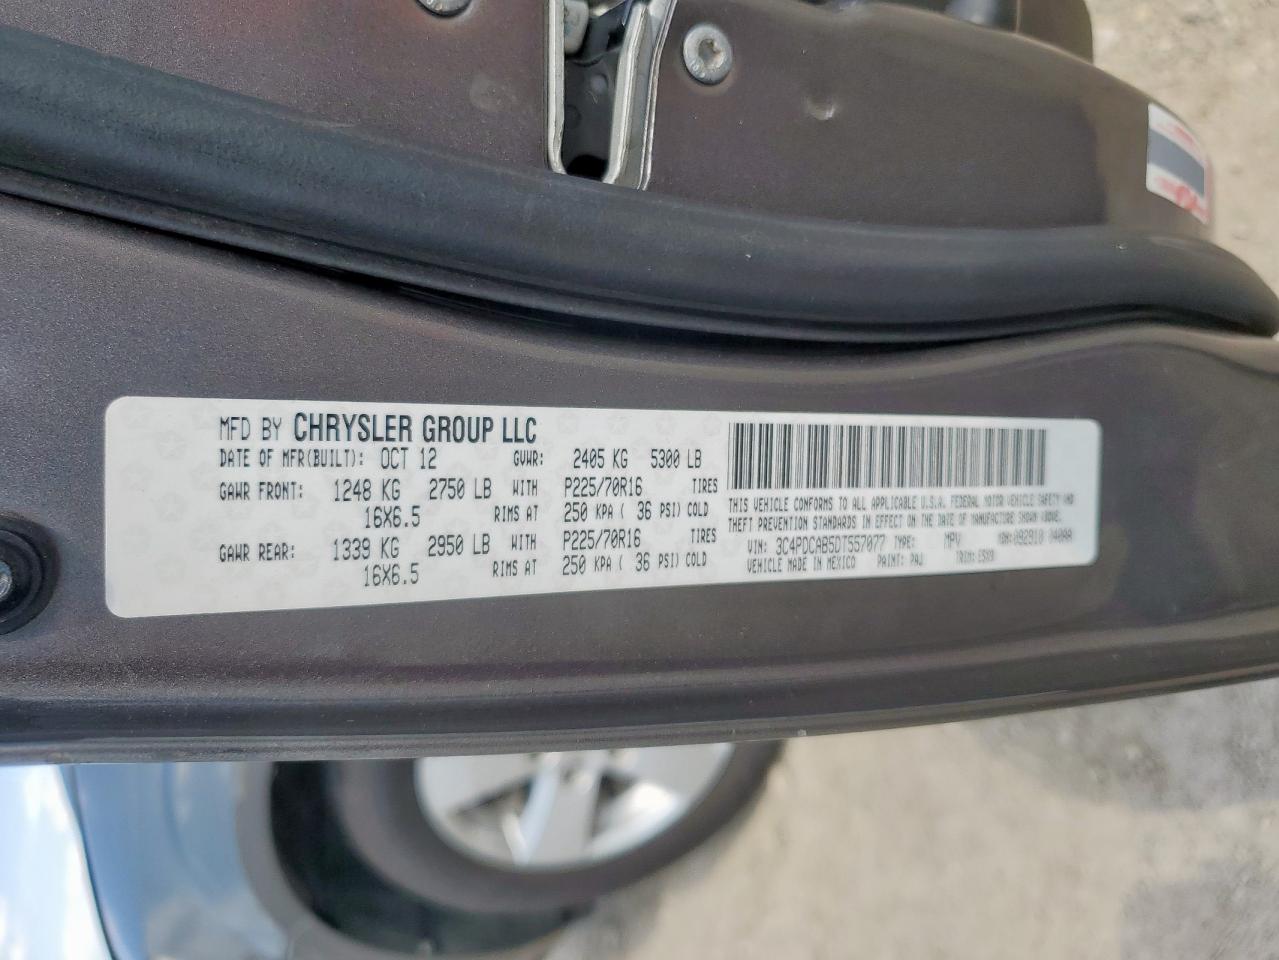 MFD BY CHRYSLER GROUP LLC
DATE OF MFR(BUILT): OCT 12 GVWR: 2405 KG 5300 LB
GAWR FRONT: 1248 KG 2750 LB WITH P225/70R16 TIRES
16X6.5 RIMS AT 250 KPA ( 36 PSI) COLD
GAWR REAR: 1339 KG 2950 LB WITH P225/70R16 TIRES
16X6.5 RIMS AT 250 KPA ( 36 PSI) COLD
THIS VEHICLE CONFORMS TO ALL APPLICABLE U.S.A. FEDERAL MOTOR VEHICLE SAFETY AND
THEFT PREVENTION STANDARDS IN EFFECT ON THE DATE OF MANUFACTURE SHOWN ABOVE.
VIN: 3C4PDCAB5DT557077 TYPE: MPV MDH:092910
VEHICLE MADE IN MEXICO PAINT: PAU TRIM: